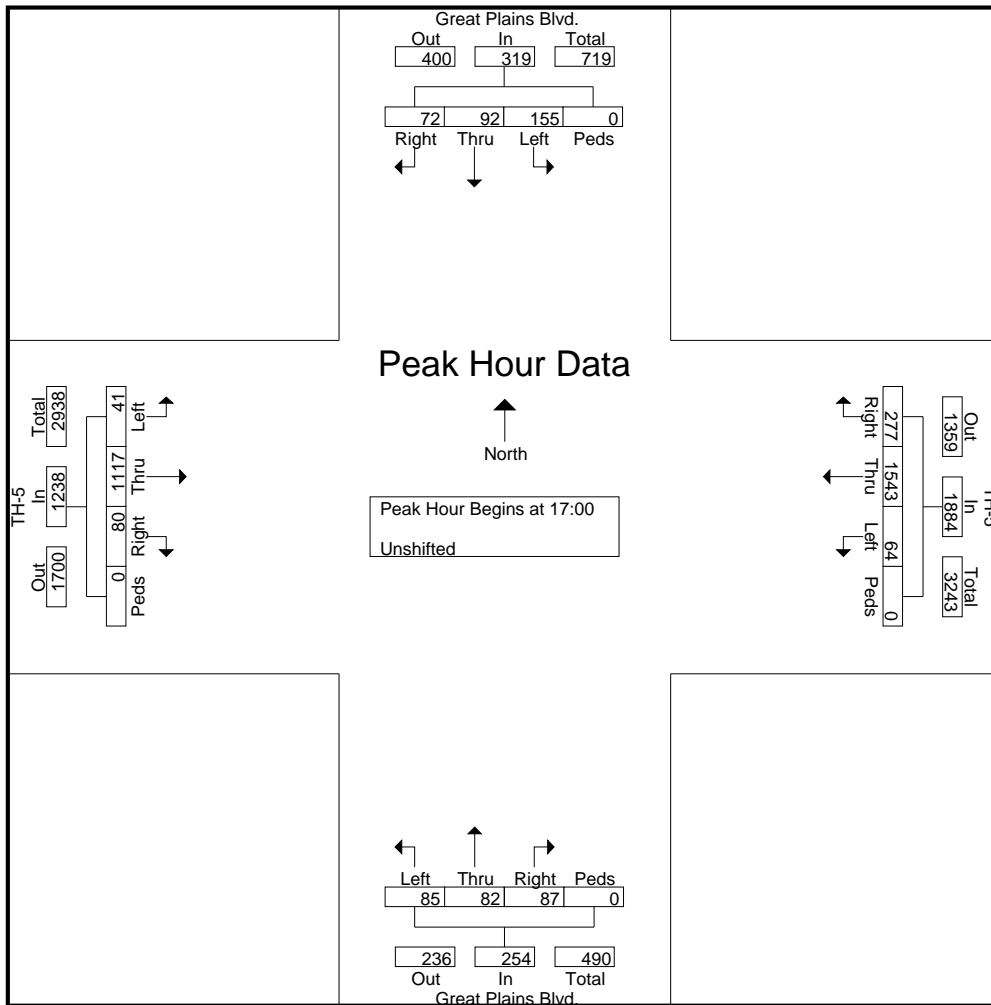 Great Plains Blvd.
Out In Total
400 319 719
72 92 155 0
Right Thru Left Peds
Peak Hour Data
North
Peak Hour Begins at 17:00
Unshifted
TH-5
Out In Total
1700 1238 2938
41 1117 80 0
Left Thru Right Peds
TH-5
Out In Total
1359 1884 3243
277 1543 64 0
Right Thru Left Peds
Left Thru Right Peds
85 82 87 0
236 254 490
Out In Total
Great Plains Blvd.